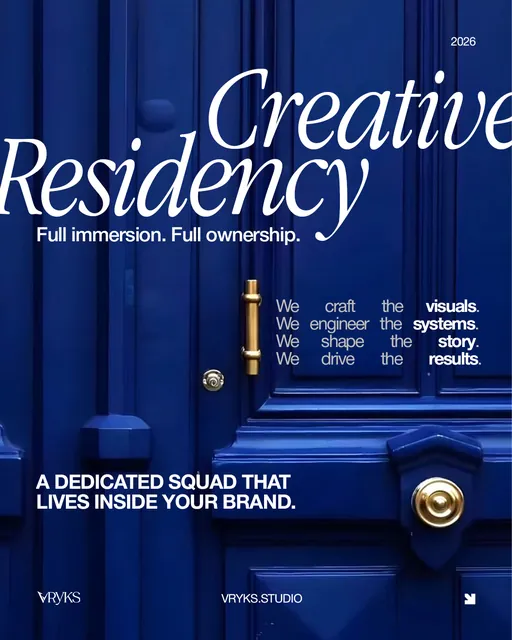 2026
Creative
Residency
Full immersion. Full ownership.
We craft the visuals.
We engineer the systems.
We shape the story.
We drive the results.
A DEDICATED SQUAD THAT
LIVES INSIDE YOUR BRAND.
VRYKS
VRYKS.STUDIO